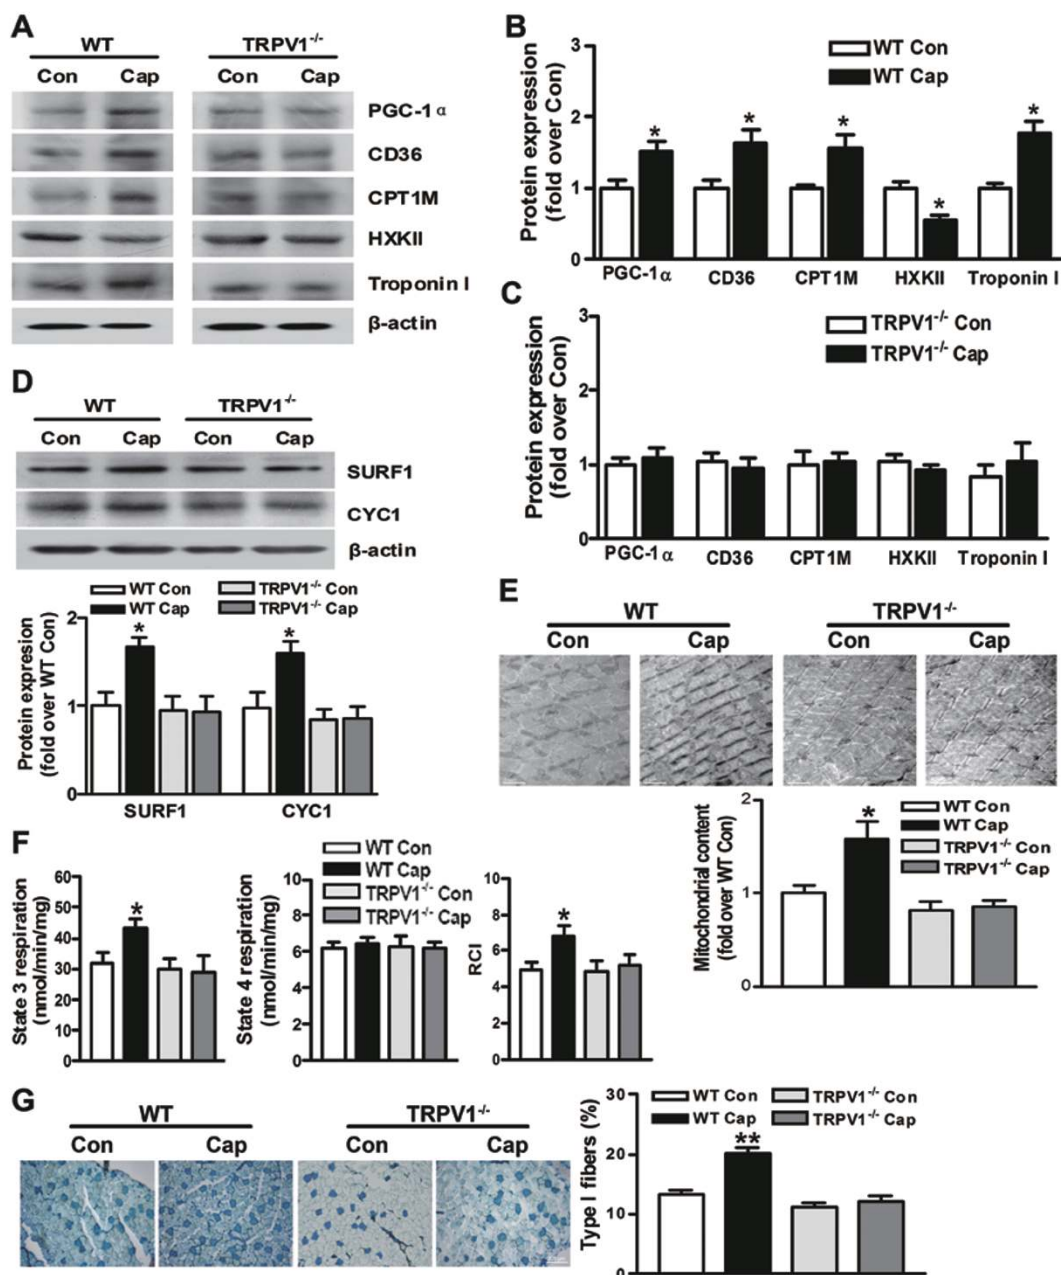 A
WT TRPV1-/-
Con Cap Con Cap
PGC-1α
CD36
CPT1M
HXKII
Troponin I
β-actin
B
Protein expression
(fold over Con)
3
2
1
0
WT Con
WT Cap
* * * * *
PGC-1α CD36 CPT1M HXKII Troponin I
C
Protein expression
(fold over Con)
3
2
1
0
TRPV1-/- Con
TRPV1-/- Cap
PGC-1α CD36 CPT1M HXKII Troponin I
D
WT TRPV1-/-
Con Cap Con Cap
SURF1
CYC1
β-actin
WT Con TRPV1-/- Con
WT Cap TRPV1-/- Cap
Protein expresion
(fold over WT Con)
2
1
0
* *
SURF1 CYC1
E
WT TRPV1-/-
Con Cap Con Cap
Mitochondrial content
(fold over WT Con)
2
1
0
*
WT Con
WT Cap
TRPV1-/- Con
TRPV1-/- Cap
F
WT Con
WT Cap
TRPV1-/- Con
TRPV1-/- Cap
State 3 respiration
(nmol/min/mg)
60
50
40
30
20
10
0
*
State 4 respiration
(nmol/min/mg)
10
8
6
4
2
0
RCI
10
8
6
4
2
0
*
G
WT TRPV1-/-
Con Cap Con Cap
Type I fibers (%)
30
20
10
0
WT Con TRPV1-/- Con
WT Cap TRPV1-/- Cap
**